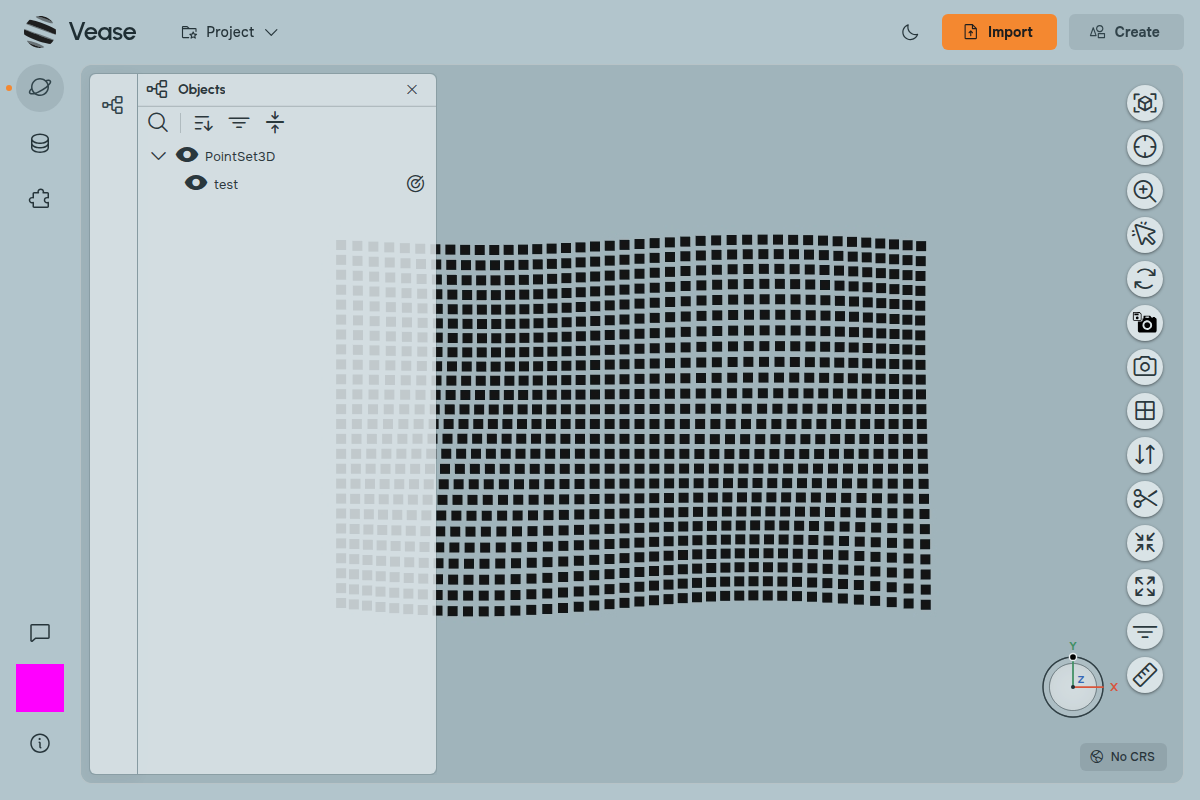 Vease
Project
Import
Create
Objects
PointSet3D
test
Y
Z
X
No CRS